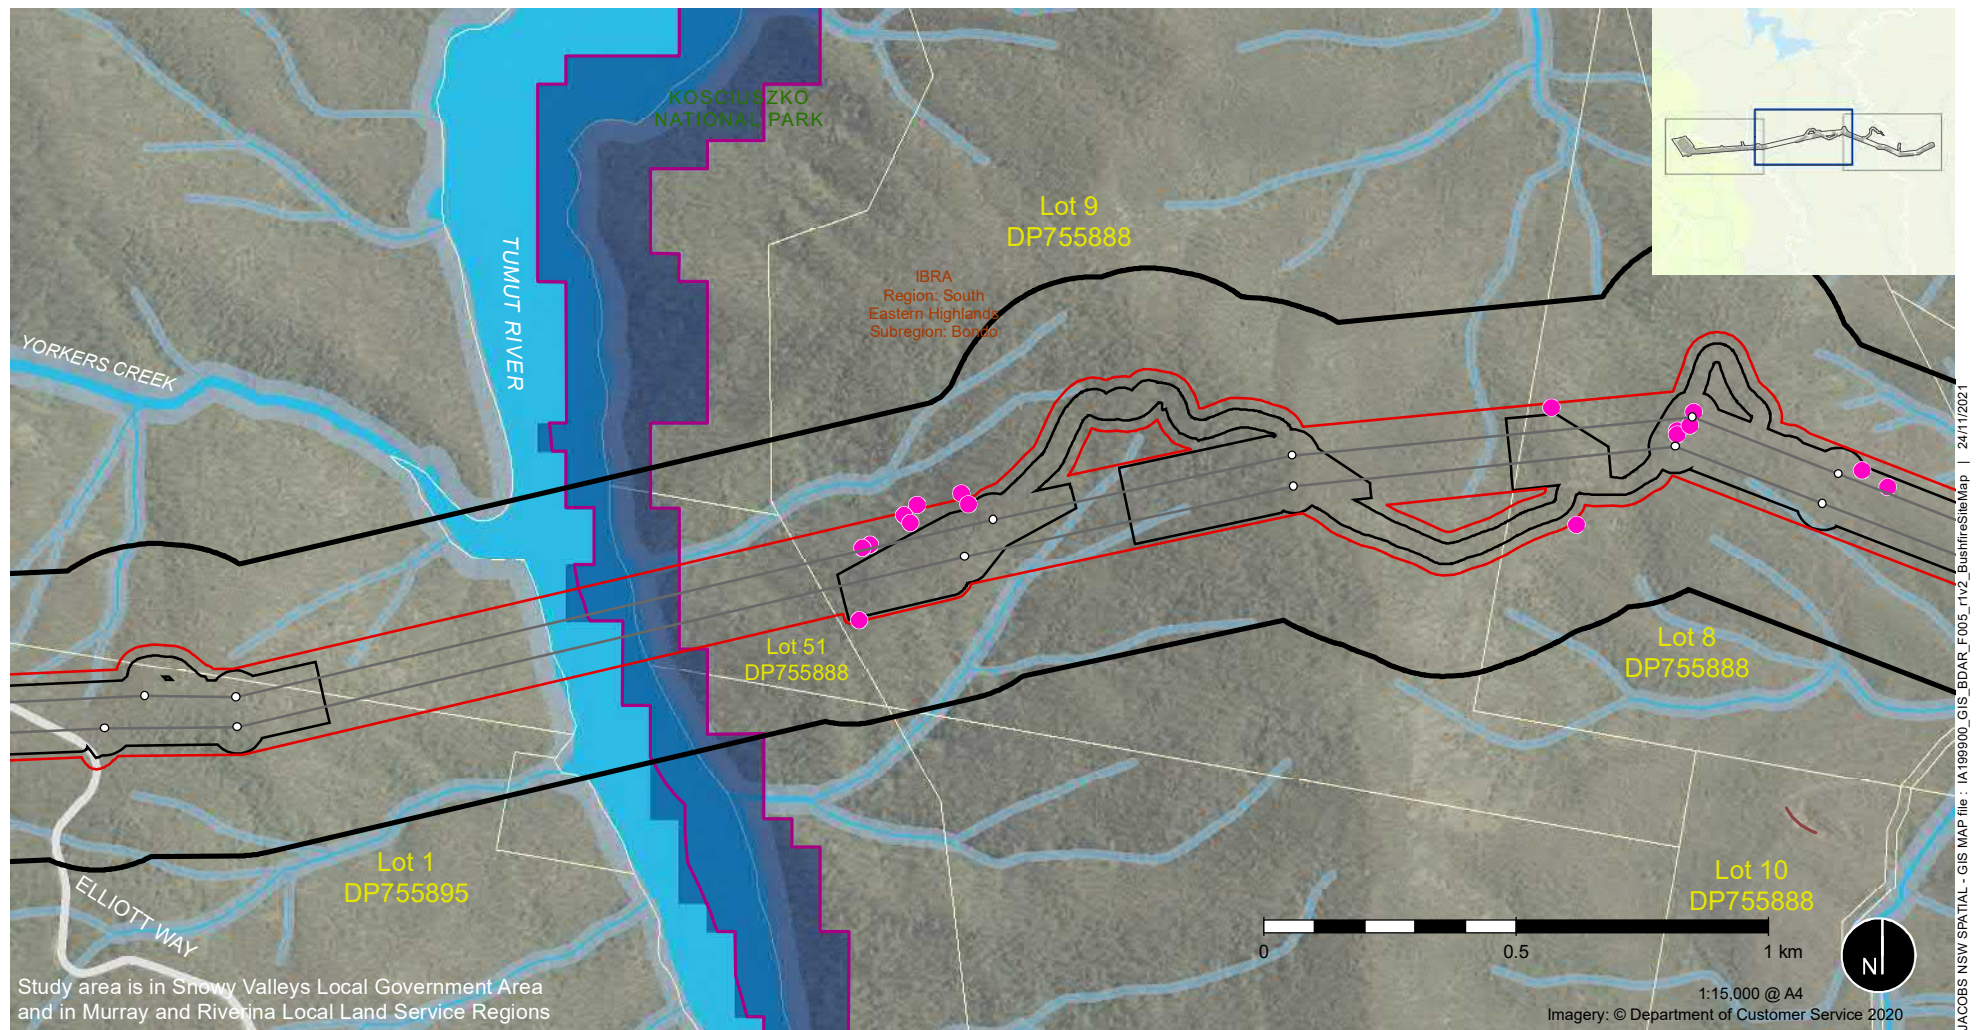 KOSCIUSZKO
NATIONAL PARK
Lot 9
DP755888
TUMUT RIVER
IBRA
Region: South
Eastern Highlands
Subregion: Bondo
YORKERS CREEK
Lot 51
DP755888
Lot 8
DP755888
Lot 1
DP755895
ELLIOTT WAY
Lot 10
DP755888
0 0.5 1 km
N
Study area is in Snowy Valleys Local Government Area
and in Murray and Riverina Local Land Service Regions
1:15,000 @ A4
Imagery: © Department of Customer Service 2020
JACOBS NSW SPATIAL - GIS MAP file : IA199900_GIS_BDAR_F005_r1v2_BushfireSiteMap | 24/11/2021